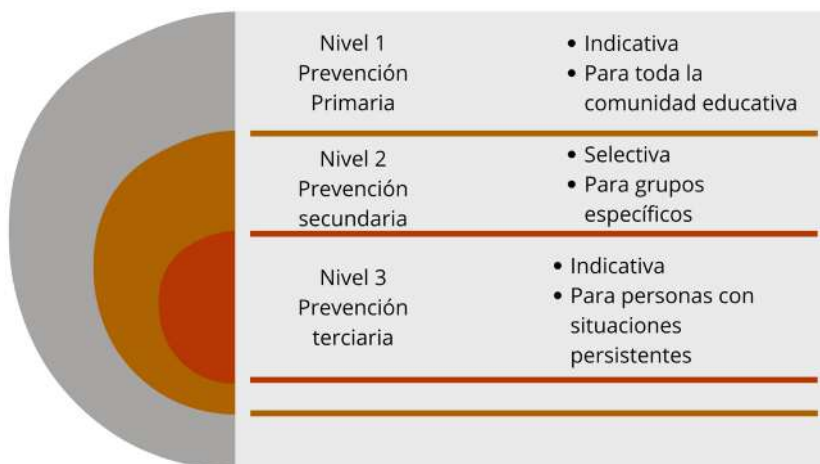 Nivel 1
Prevención
Primaria
• Indicativa
• Para toda la
comunidad educativa
Nivel 2
Prevención
secundaria
• Selectiva
• Para grupos
específicos
Nivel 3
Prevención
terciaria
• Indicativa
• Para personas con
situaciones
persistentes